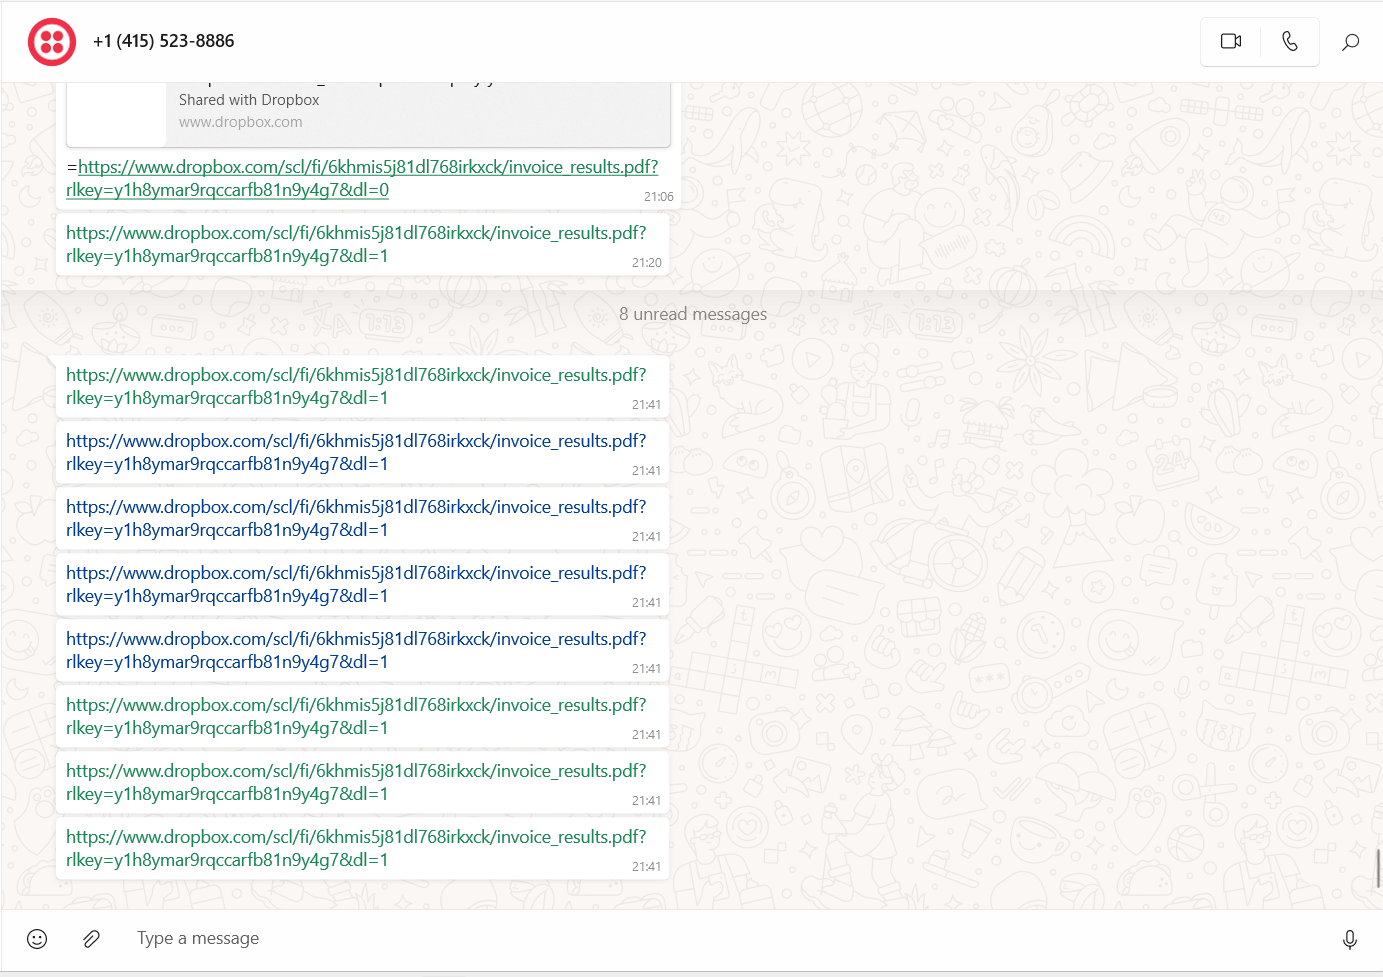 +1 (415) 523-8886
Shared with Dropbox
www.dropbox.com
=https://www.dropbox.com/scl/fi/6khmis5j81dl768irkxck/invoice_results.pdf?
rlkey=y1h8ymar9rqccarfb81n9y4g7&dl=0
21:06
https://www.dropbox.com/scl/fi/6khmis5j81dl768irkxck/invoice_results.pdf?
rlkey=y1h8ymar9rqccarfb81n9y4g7&dl=1
21:20
8 unread messages
https://www.dropbox.com/scl/fi/6khmis5j81dl768irkxck/invoice_results.pdf?
rlkey=y1h8ymar9rqccarfb81n9y4g7&dl=1
21:41
https://www.dropbox.com/scl/fi/6khmis5j81dl768irkxck/invoice_results.pdf?
rlkey=y1h8ymar9rqccarfb81n9y4g7&dl=1
21:41
https://www.dropbox.com/scl/fi/6khmis5j81dl768irkxck/invoice_results.pdf?
rlkey=y1h8ymar9rqccarfb81n9y4g7&dl=1
21:41
https://www.dropbox.com/scl/fi/6khmis5j81dl768irkxck/invoice_results.pdf?
rlkey=y1h8ymar9rqccarfb81n9y4g7&dl=1
21:41
https://www.dropbox.com/scl/fi/6khmis5j81dl768irkxck/invoice_results.pdf?
rlkey=y1h8ymar9rqccarfb81n9y4g7&dl=1
21:41
https://www.dropbox.com/scl/fi/6khmis5j81dl768irkxck/invoice_results.pdf?
rlkey=y1h8ymar9rqccarfb81n9y4g7&dl=1
21:41
https://www.dropbox.com/scl/fi/6khmis5j81dl768irkxck/invoice_results.pdf?
rlkey=y1h8ymar9rqccarfb81n9y4g7&dl=1
21:41
https://www.dropbox.com/scl/fi/6khmis5j81dl768irkxck/invoice_results.pdf?
rlkey=y1h8ymar9rqccarfb81n9y4g7&dl=1
21:41
Type a message